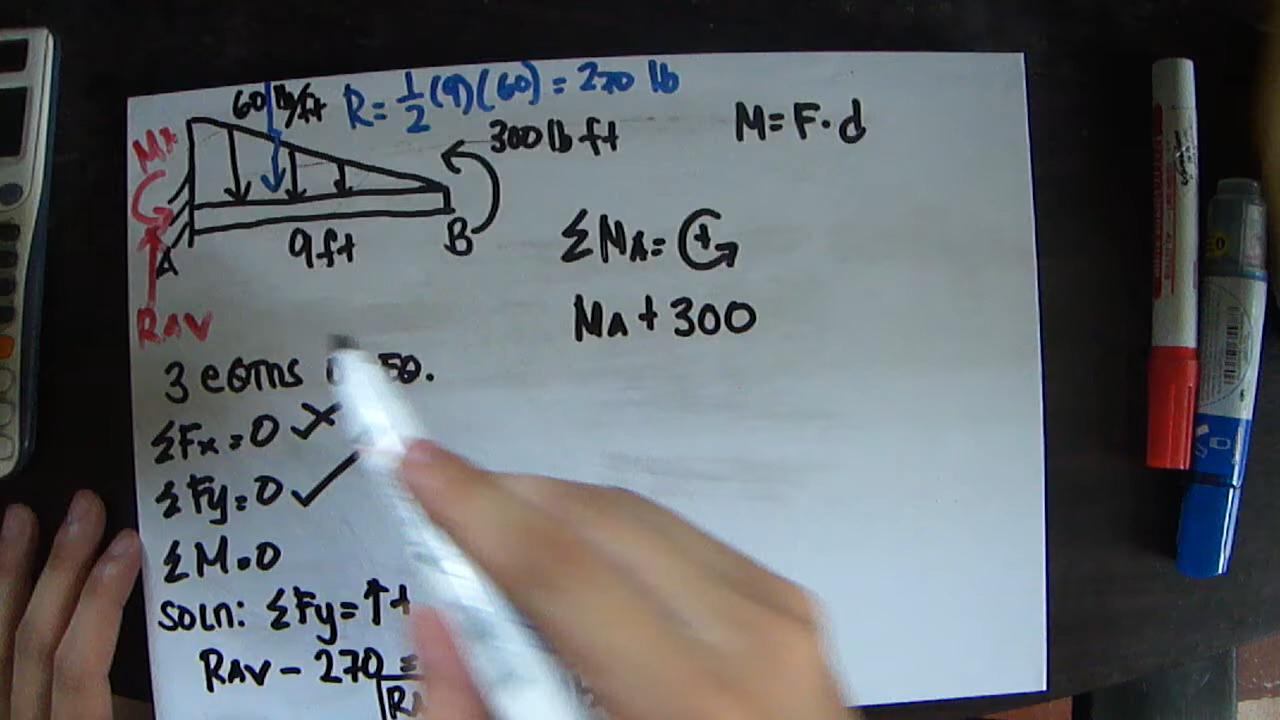 60 lb/ft
R = 1/2 (9)(60) = 270 lb
300 lb ft
M = F · d
MA
9 ft
B
A
RAV
ΣMA =
+
MA + 300
3 eqtns
ΣFx = 0
ΣFy = 0
ΣM = 0
SOLn: ΣFy = ↑+
RAV - 270 =